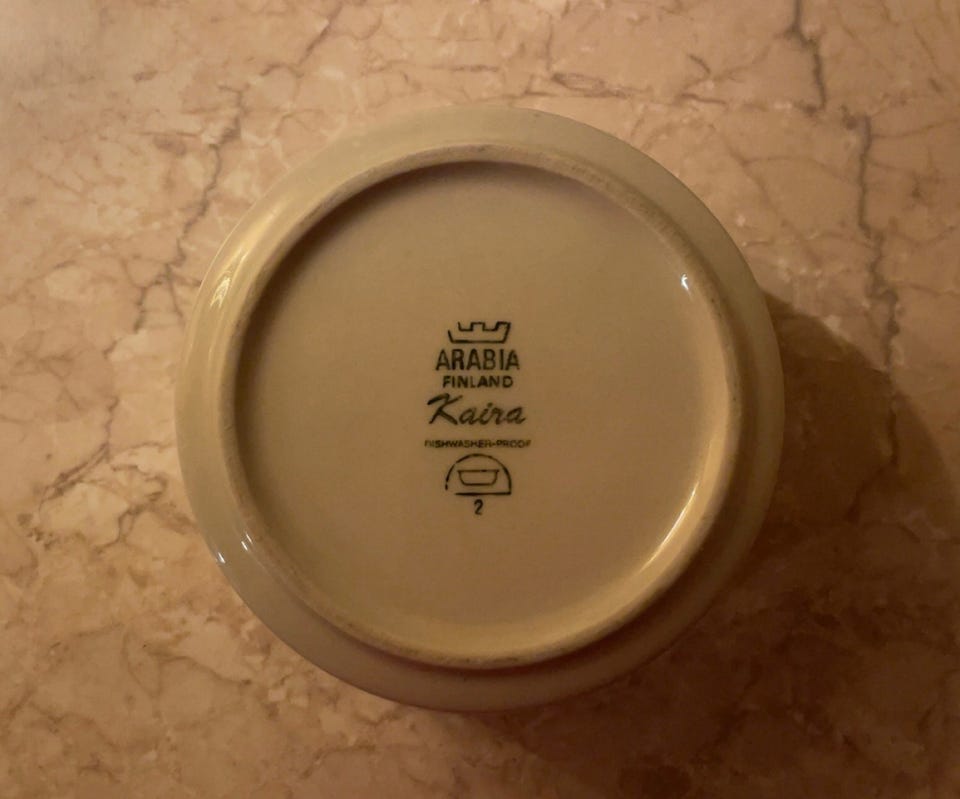 ARABIA
FINLAND
Kaira
DISHWASHER-PROOF
2